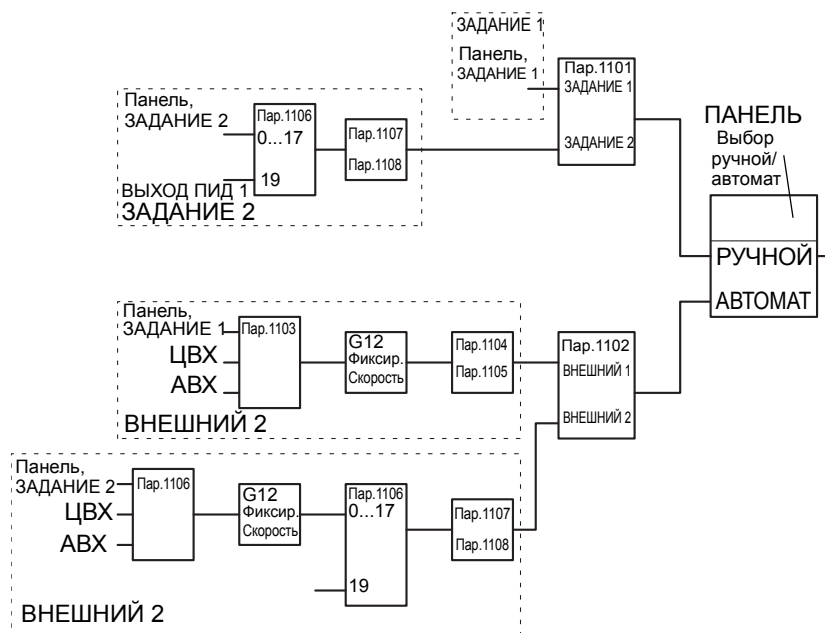 ЗАДАНИЕ 1
Панель,
ЗАДАНИЕ 1
Пар.1101
ЗАДАНИЕ 1
ЗАДАНИЕ 2
Панель,
ЗАДАНИЕ 2
Пар.1106
0...17
19
Пар.1107
Пар.1108
ВЫХОД ПИД 1
ЗАДАНИЕ 2
ПАНЕЛЬ
Выбор
ручной/
автомат
РУЧНОЙ
АВТОМАТ
Панель,
ЗАДАНИЕ 1
ЦВХ
АВХ
Пар.1103
G12
Фиксир.
Скорость
Пар.1104
Пар.1105
ВНЕШНИЙ 2
Пар.1102
ВНЕШНИЙ 1
ВНЕШНИЙ 2
Панель,
ЗАДАНИЕ 2
ЦВХ
АВХ
Пар.1106
G12
Фиксир.
Скорость
Пар.1106
0...17
19
Пар.1107
Пар.1108
ВНЕШНИЙ 2